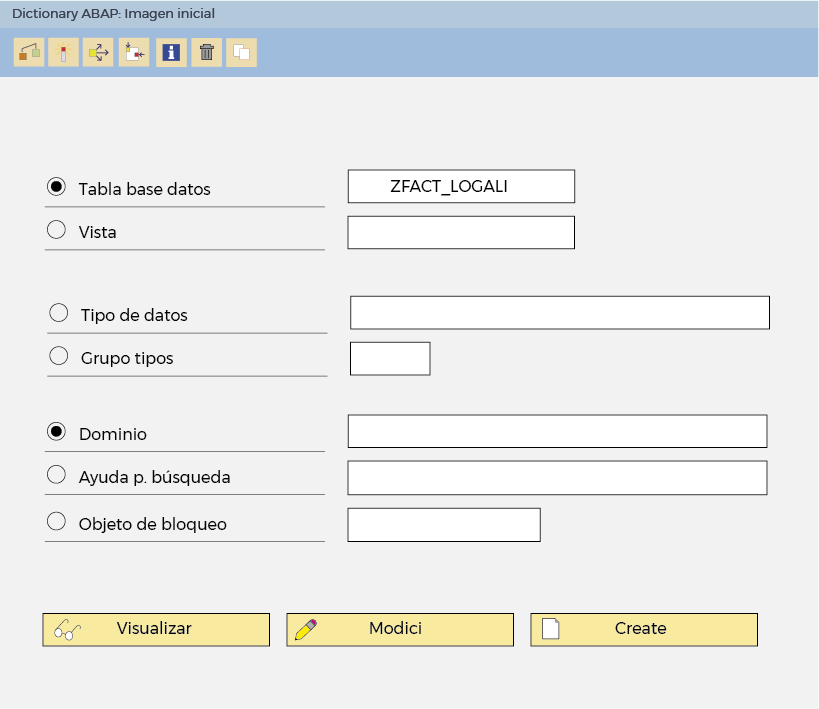 Dictionary ABAP: Imagen inicial
Tabla base datos
ZFACT_LOGALI
Vista
Tipo de datos
Grupo tipos
Dominio
Ayuda p. búsqueda
Objeto de bloqueo
Visualizar
Modici
Create